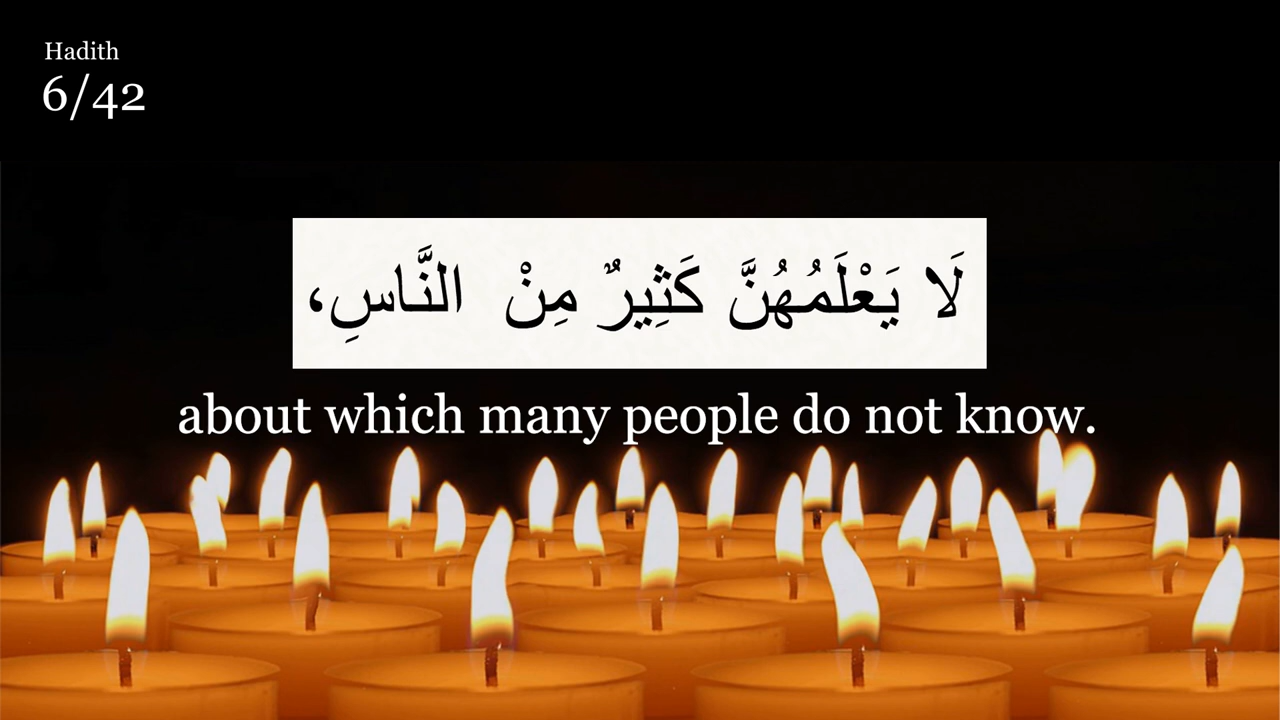 Hadith
6/42
لَا يَعْلَمُهُنَّ كَثِيرٌ مِنْ النَّاسِ،
about which many people do not know.